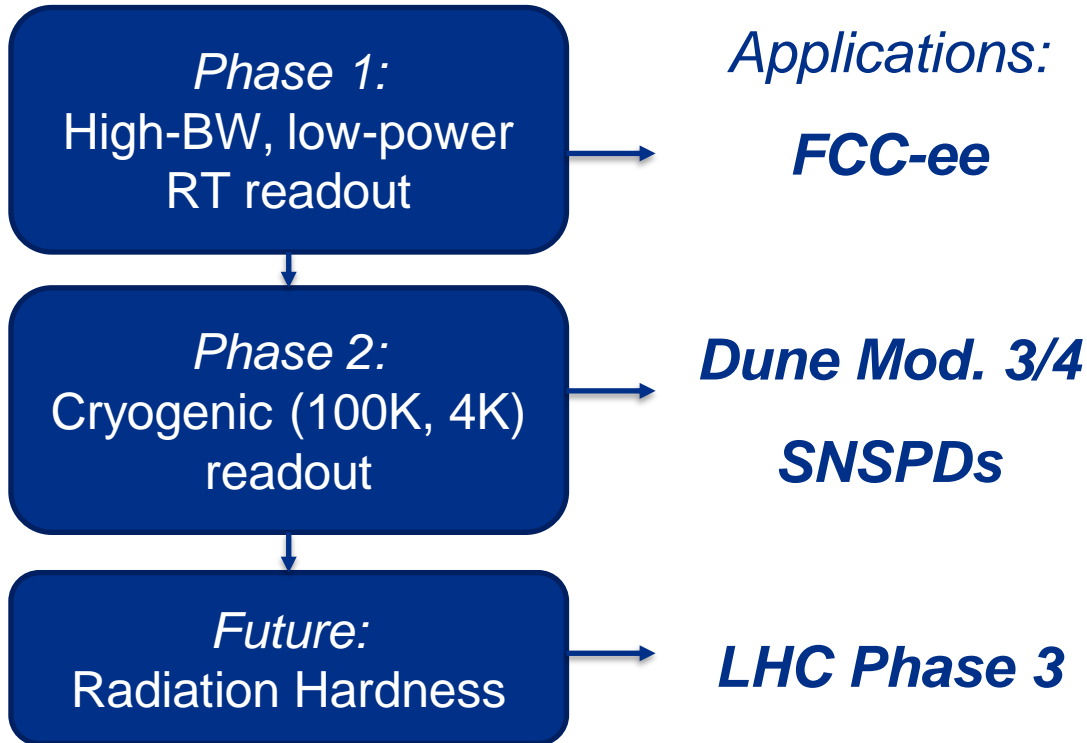 Phase 1:
High-BW, low-power
RT readout
Applications:
FCC-ee
Phase 2:
Cryogenic (100K, 4K)
readout
Dune Mod. 3/4
SNSPDs
Future:
Radiation Hardness
LHC Phase 3